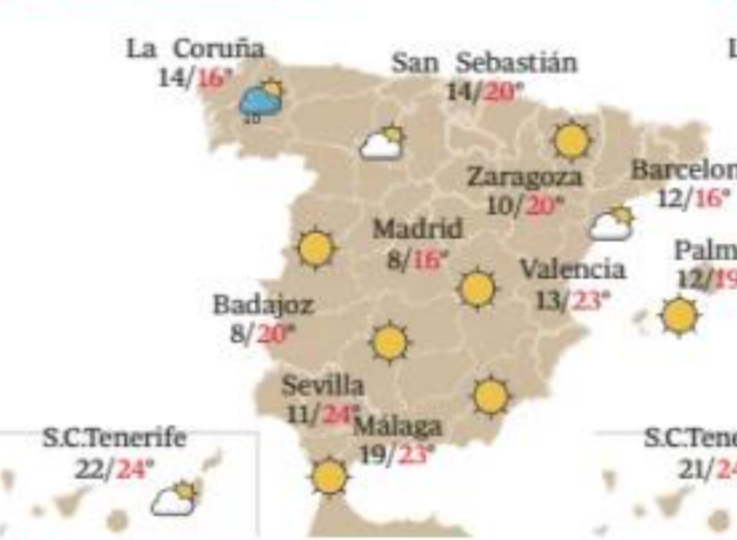 La Coruña
14/16°
San Sebastián
14/20°
Zaragoza
10/20°
Barcelon
12/16°
Madrid
8/16°
Valencia
13/23°
Palm
12/19
Badajoz
8/20°
Sevilla
11/24°
Málaga
19/23°
S.C.Tenerife
22/24°
S.C.Tene
21/24